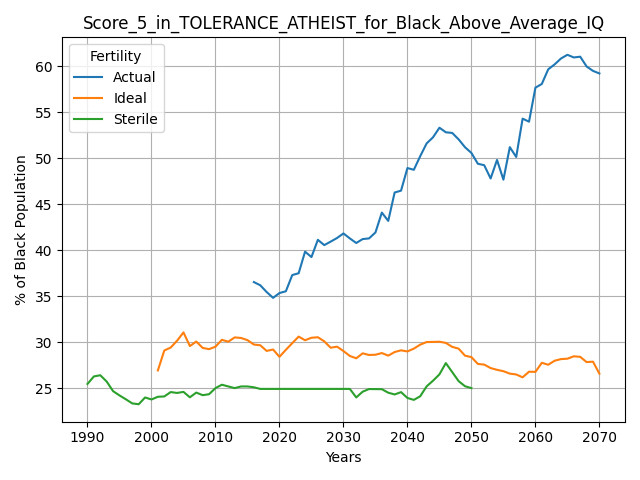 Score_5_in_TOLERANCE_ATHEIST_for_Black_Above_Average_IQ
Fertility
Actual
Ideal
Sterile
% of Black Population
60
55
50
45
40
35
30
25
1990 2000 2010 2020 2030 2040 2050 2060 2070
Years